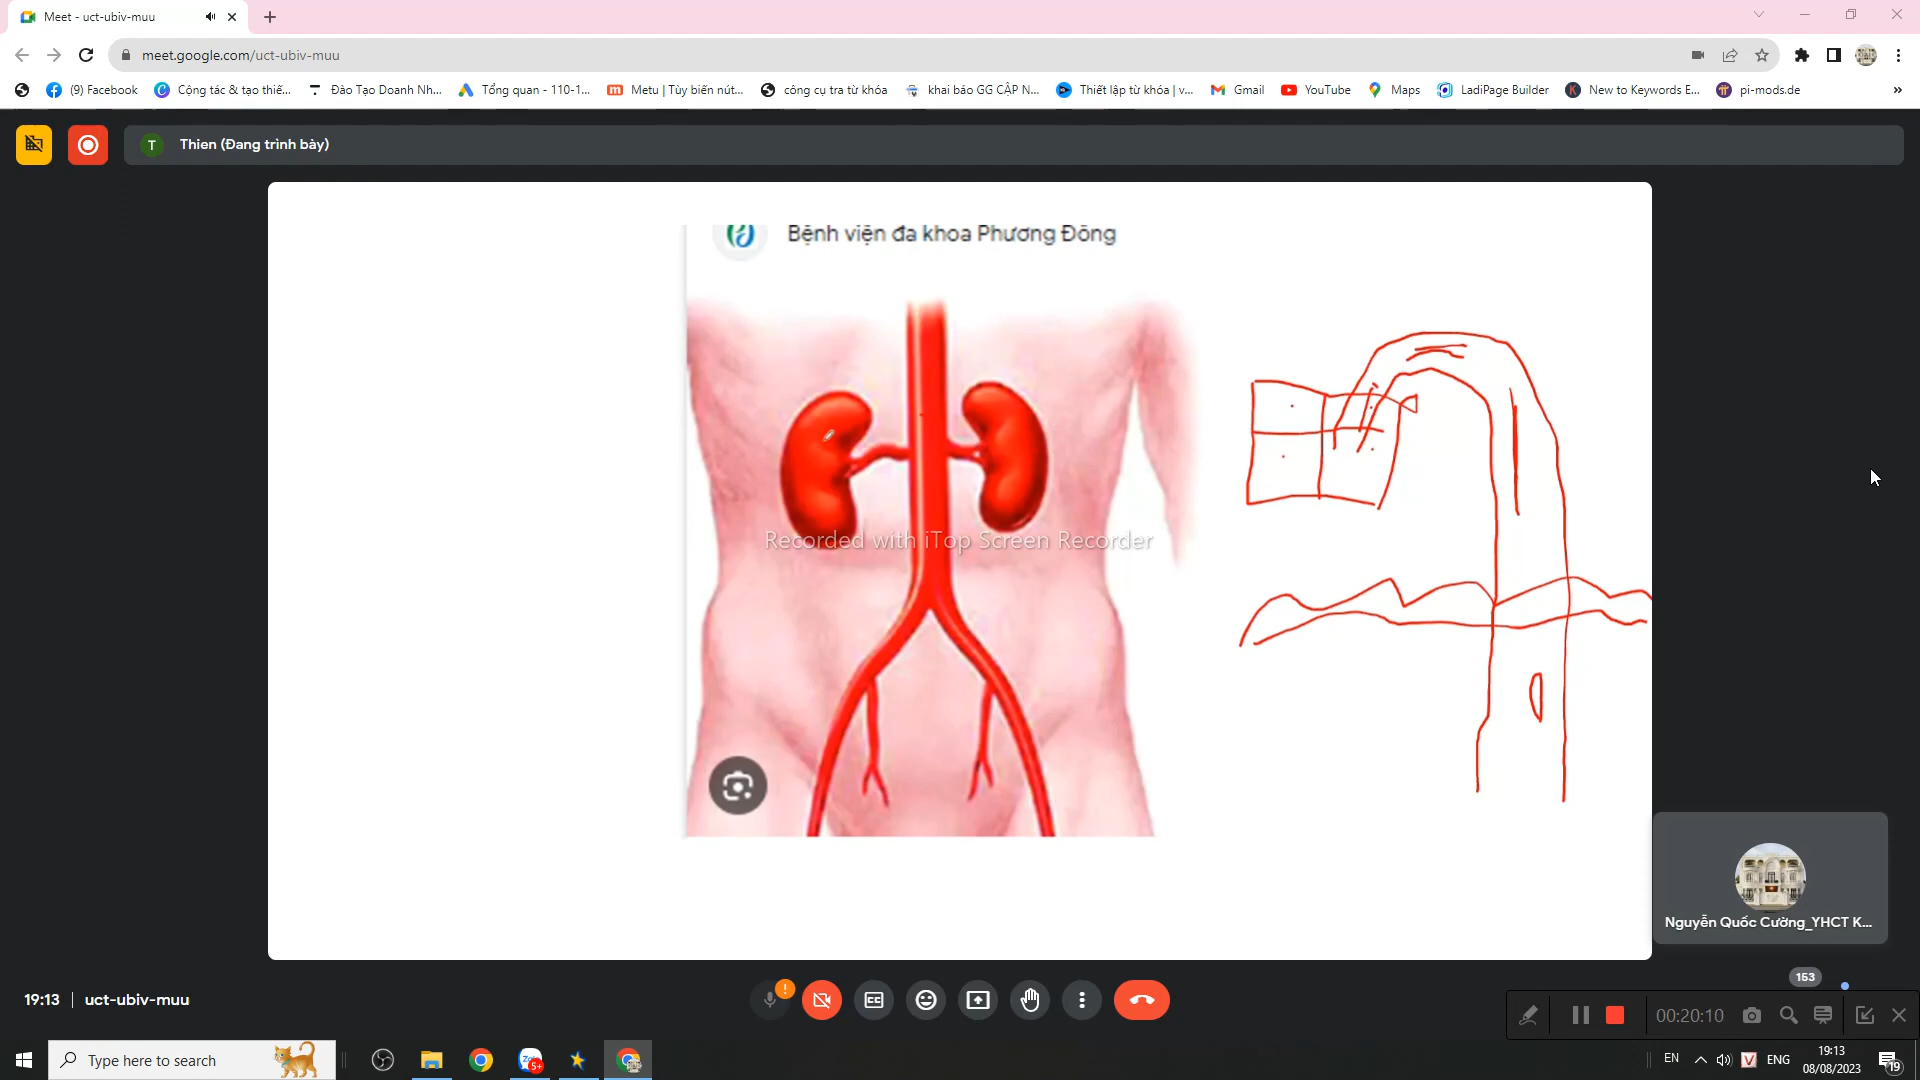 Meet - uct-ubiv-muu
meet.google.com/uct-ubiv-muu
(9) Facebook
Cộng tác & tạo thiế...
Đào Tạo Doanh Nh...
Tổng quan - 110-1...
Metu | Tùy biến nút...
công cụ tra từ khóa
khai báo GG CẬP N...
Thiết lập từ khóa | v...
Gmail
YouTube
Maps
LadiPage Builder
New to Keywords E...
pi-mods.de
»
T
Thien (Đang trình bày)
Bệnh viện đa khoa Phương Đông
Recorded with iTop Screen Recorder
Nguyễn Quốc Cường_YHCT K...
153
19:13 | uct-ubiv-muu
00:20:10
Type here to search
5+
EN
V
ENG
19:13
08/08/2023
19